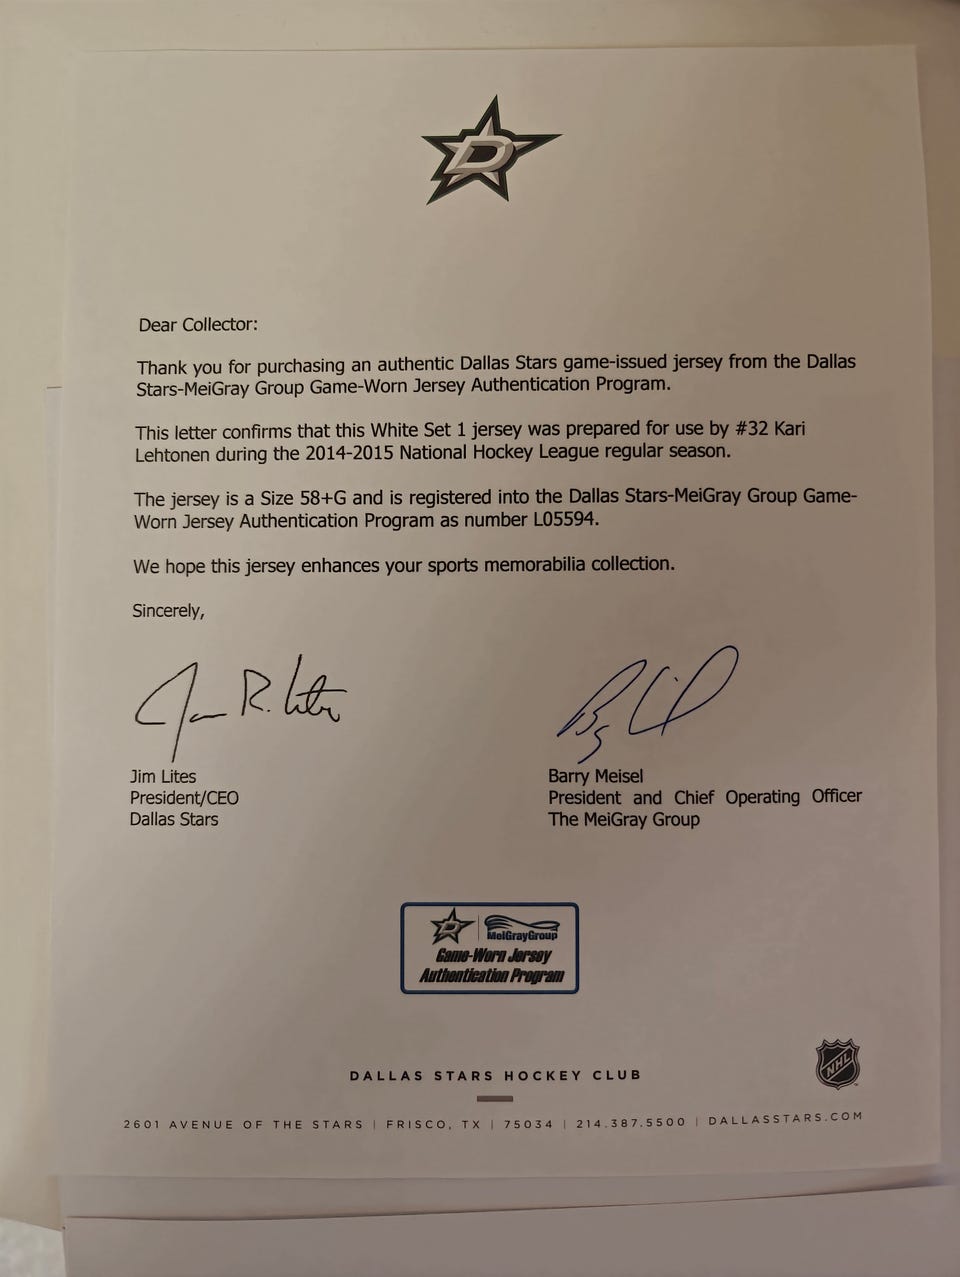 D
Dear Collector:
Thank you for purchasing an authentic Dallas Stars game-issued jersey from the Dallas
Stars-MeiGray Group Game-Worn Jersey Authentication Program.
This letter confirms that this White Set 1 jersey was prepared for use by #32 Kari
Lehtonen during the 2014-2015 National Hockey League regular season.
The jersey is a Size 58+G and is registered into the Dallas Stars-MeiGray Group Game-
Worn Jersey Authentication Program as number L05594.
We hope this jersey enhances your sports memorabilia collection.
Sincerely,
Jim Lites
President/CEO
Dallas Stars
Barry Meisel
President and Chief Operating Officer
The MeiGray Group
D MeiGrayGroup
Game-Worn Jersey
Authentication Program
NHL
DALLAS STARS HOCKEY CLUB
2601 AVENUE OF THE STARS | FRISCO, TX | 75034 | 214.387.5500 | DALLASSTARS.COM